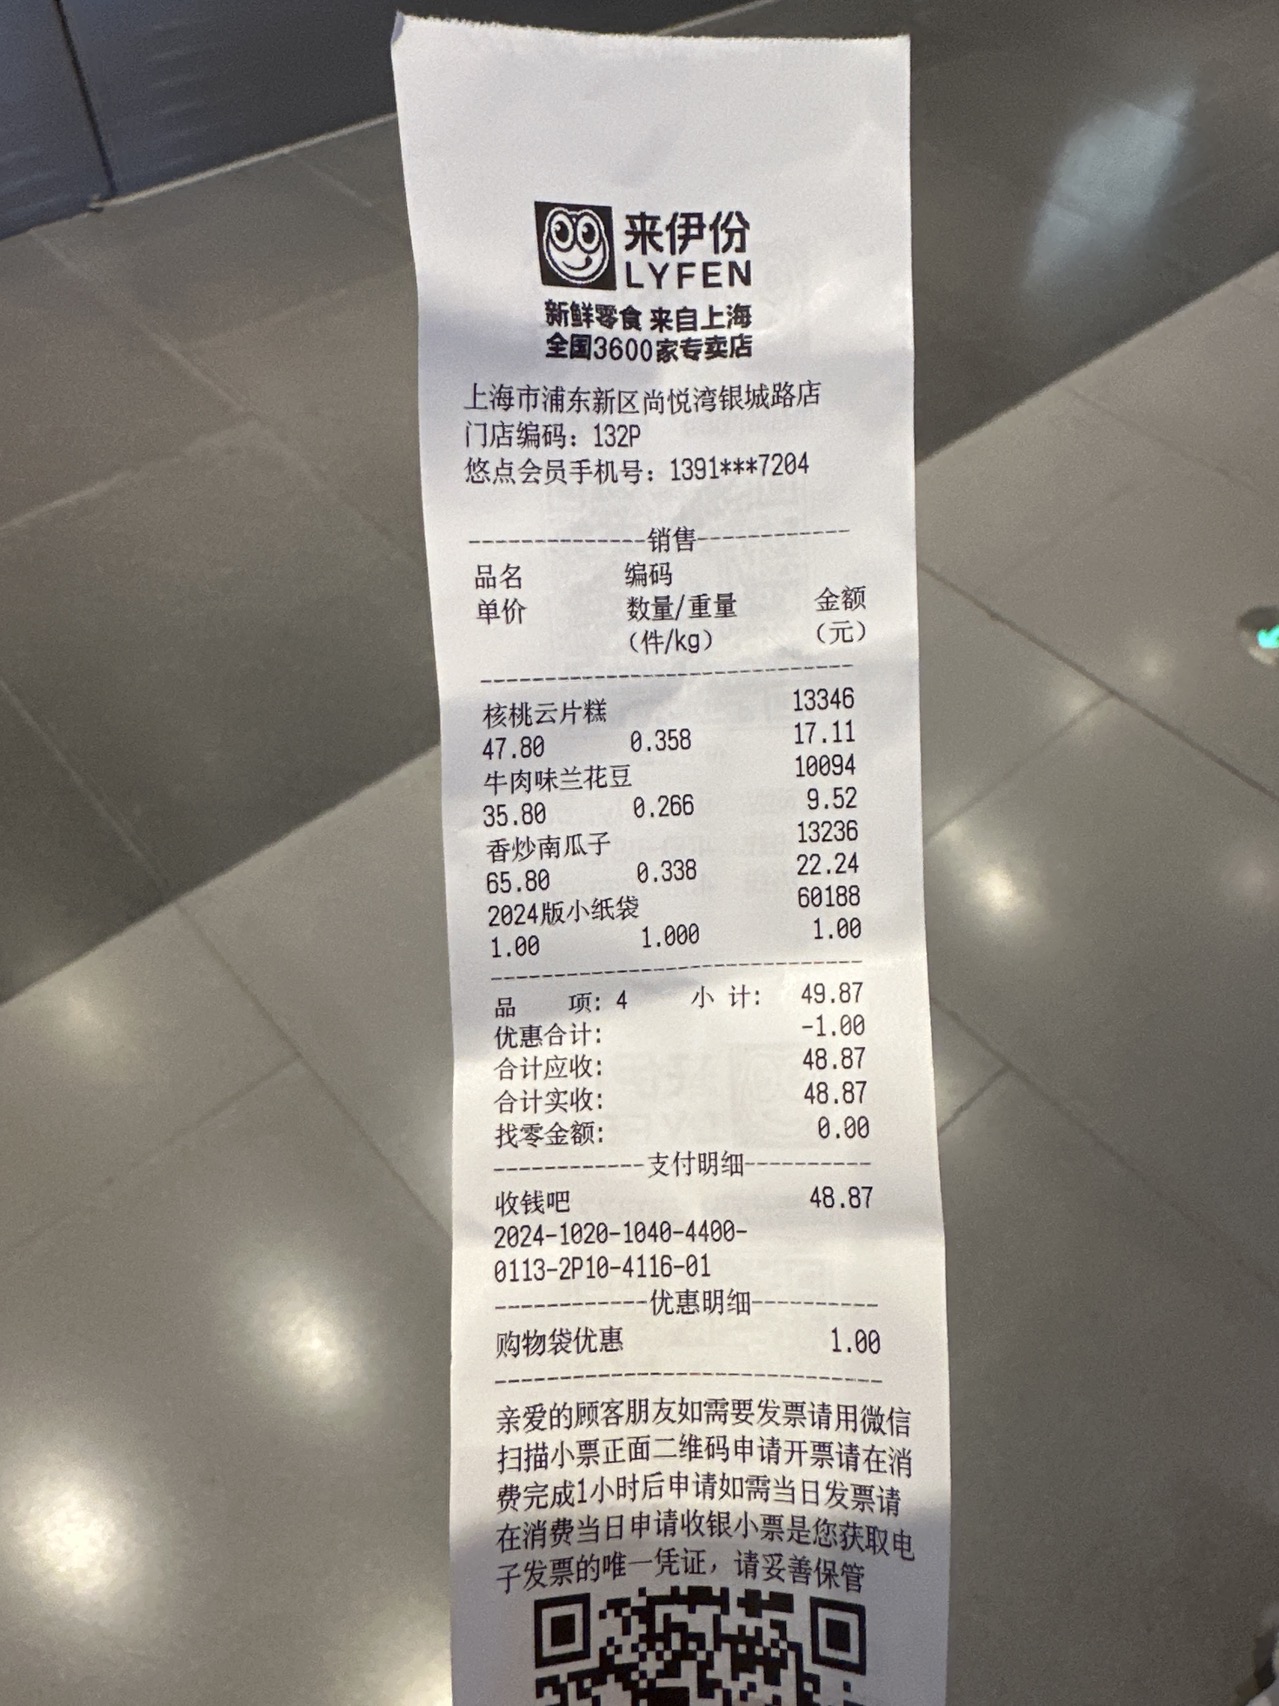 来伊份
LYFEN
新鲜零食 来自上海
全国3600家专卖店
上海市浦东新区尚悦湾银城路店
门店编码：132P
悠点会员手机号：1391***7204
-------------销售------------
品名 编码
单价 数量/重量 金额
（件/kg） （元）
-----------------------------
核桃云片糕 13346
47.80 0.358 17.11
牛肉味兰花豆 10094
35.80 0.266 9.52
香炒南瓜子 13236
65.80 0.338 22.24
2024版小纸袋 60188
1.00 1.000 1.00
-----------------------------
品 项: 4 小 计: 49.87
优惠合计: -1.00
合计应收: 48.87
合计实收: 48.87
找零金额: 0.00
------------支付明细----------
收钱吧 48.87
2024-1020-1040-4400-
0113-2P10-4116-01
------------优惠明细----------
购物袋优惠 1.00
------------------------------
亲爱的顾客朋友如需要发票请用微信
扫描小票正面二维码申请开票请在消
费完成1小时后申请如需当日发票请
在消费当日申请收银小票是您获取电
子发票的唯一凭证，请妥善保管